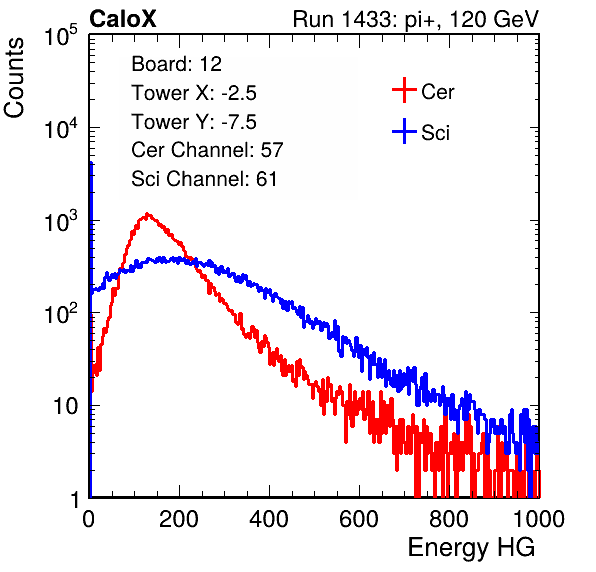 CaloX Run 1433: pi+, 120 GeV
Counts
Board: 12
Tower X: -2.5
Tower Y: -7.5
Cer Channel: 57
Sci Channel: 61
Cer
Sci
10^5
10^4
10^3
10^2
10
1
0 200 400 600 800 1000
Energy HG